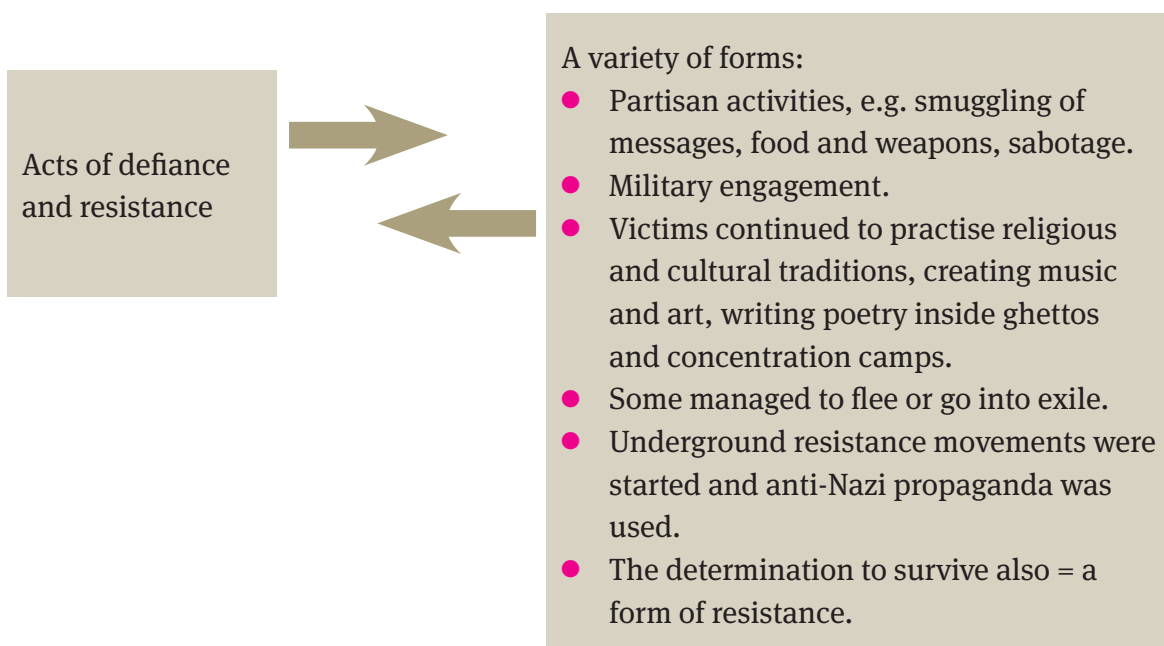 Acts of defiance
and resistance
A variety of forms:
● Partisan activities, e.g. smuggling of
messages, food and weapons, sabotage.
● Military engagement.
● Victims continued to practise religious
and cultural traditions, creating music
and art, writing poetry inside ghettos
and concentration camps.
● Some managed to flee or go into exile.
● Underground resistance movements were
started and anti-Nazi propaganda was
used.
● The determination to survive also = a
form of resistance.